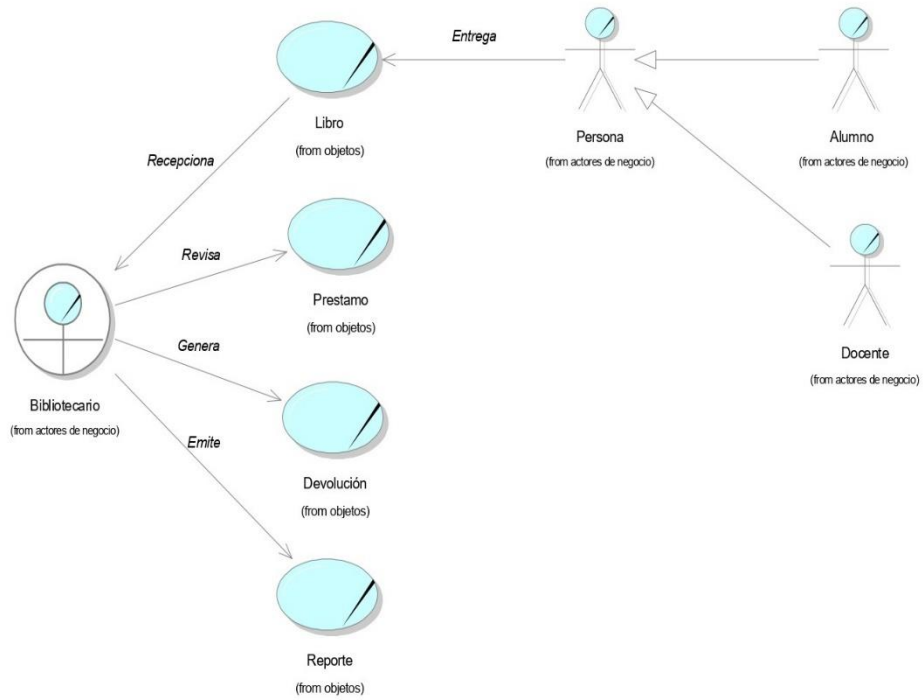 Entrega
Libro
(from objetos)
Persona
(from actores de negocio)
Alumno
(from actores de negocio)
Recepciona
Revisa
Prestamo
(from objetos)
Genera
Docente
(from actores de negocio)
Bibliotecario
(from actores de negocio)
Emite
Devolución
(from objetos)
Reporte
(from objetos)